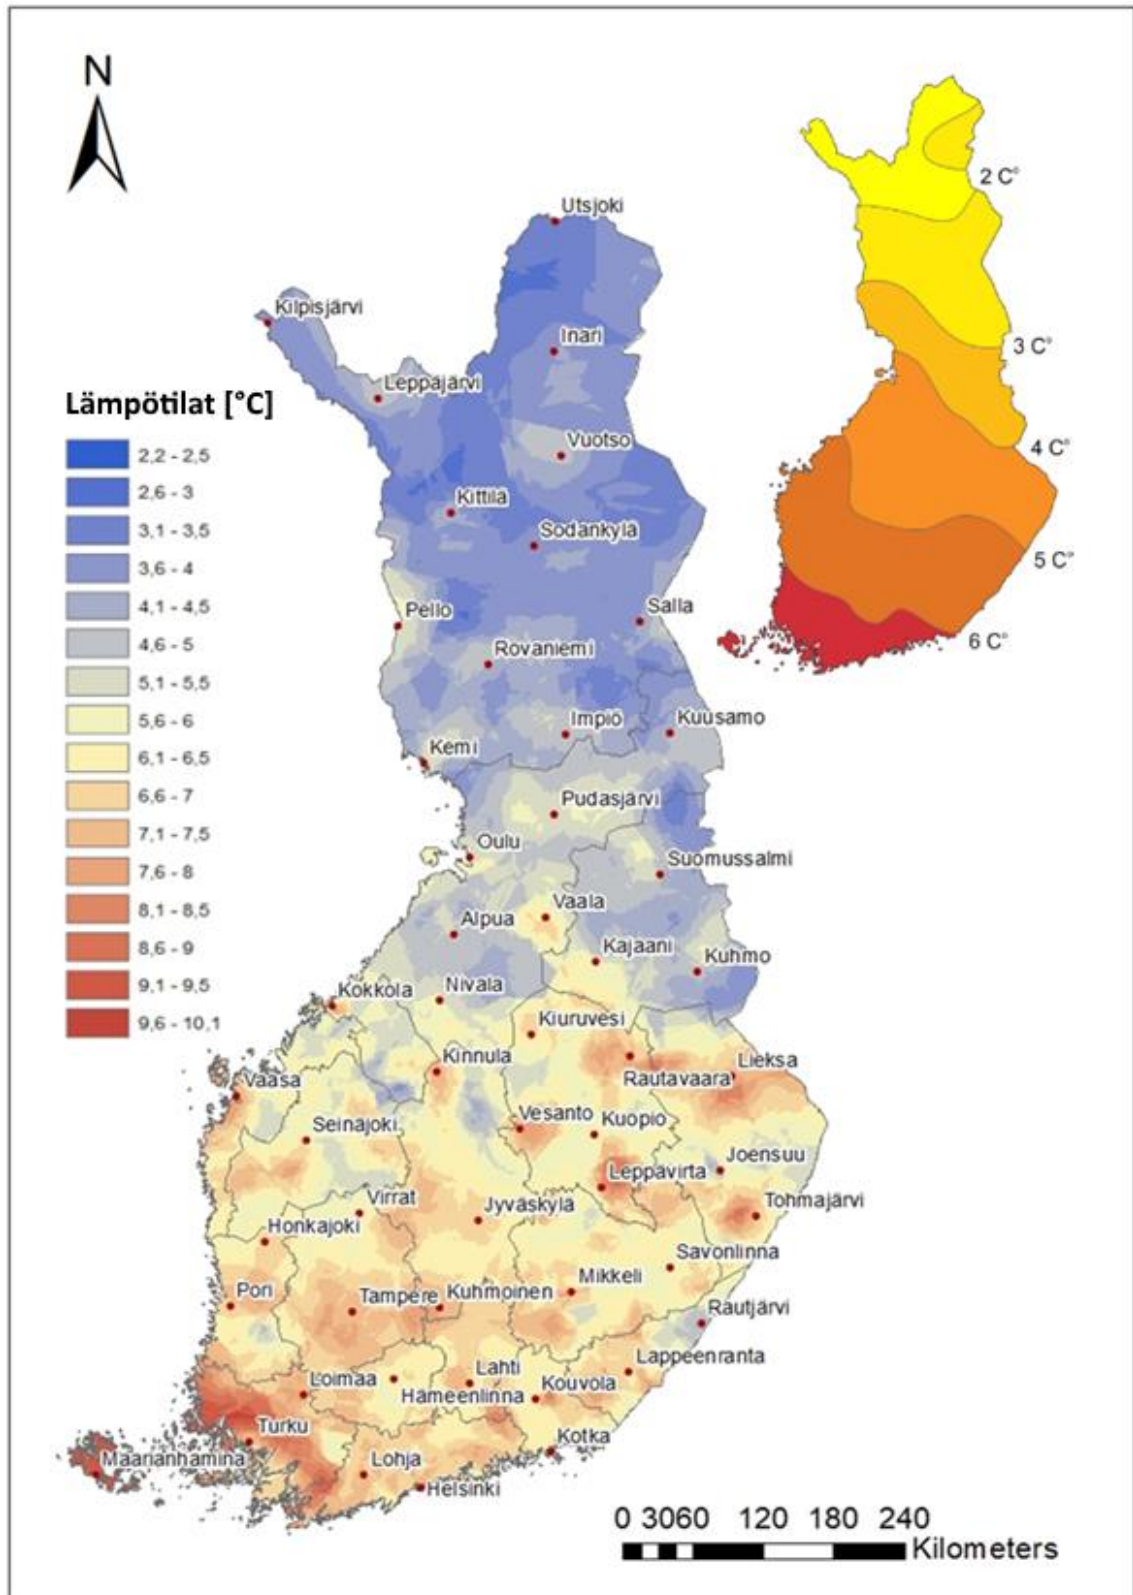 N
2 C°
3 C°
4 C°
5 C°
6 C°
Utsjoki
Kilpisjärvi
Inari
Leppäjärvi
Lämpötilat [°C]
2,2 - 2,5
2,6 - 3
3,1 - 3,5
3,6 - 4
4,1 - 4,5
4,6 - 5
5,1 - 5,5
5,6 - 6
6,1 - 6,5
6,6 - 7
7,1 - 7,5
7,6 - 8
8,1 - 8,5
8,6 - 9
9,1 - 9,5
9,6 - 10,1
Vuotso
Kittilä
Sodankylä
Pello
Salla
Rovaniemi
Impiö
Kuusamo
Kemi
Pudasjärvi
Oulu
Suomussalmi
Vaala
Alpua
Kajaani
Kuhmo
Kokkola
Nivala
Kiuruvesi
Kinnula
Rautavaara
Lieksa
Vaasa
Vesanto
Kuopio
Seinäjoki
Joensuu
Leppävirta
Tohmajärvi
Virrat
Jyväskylä
Honkajoki
Savonlinna
Mikkeli
Pori
Tampere
Kuhmoinen
Rautjärvi
Lappeenranta
Loimaa
Lahti
Hämeenlinna
Kouvola
Turku
Kotka
Maarianhamina
Lohja
Helsinki
0 30 60 120 180 240
Kilometers